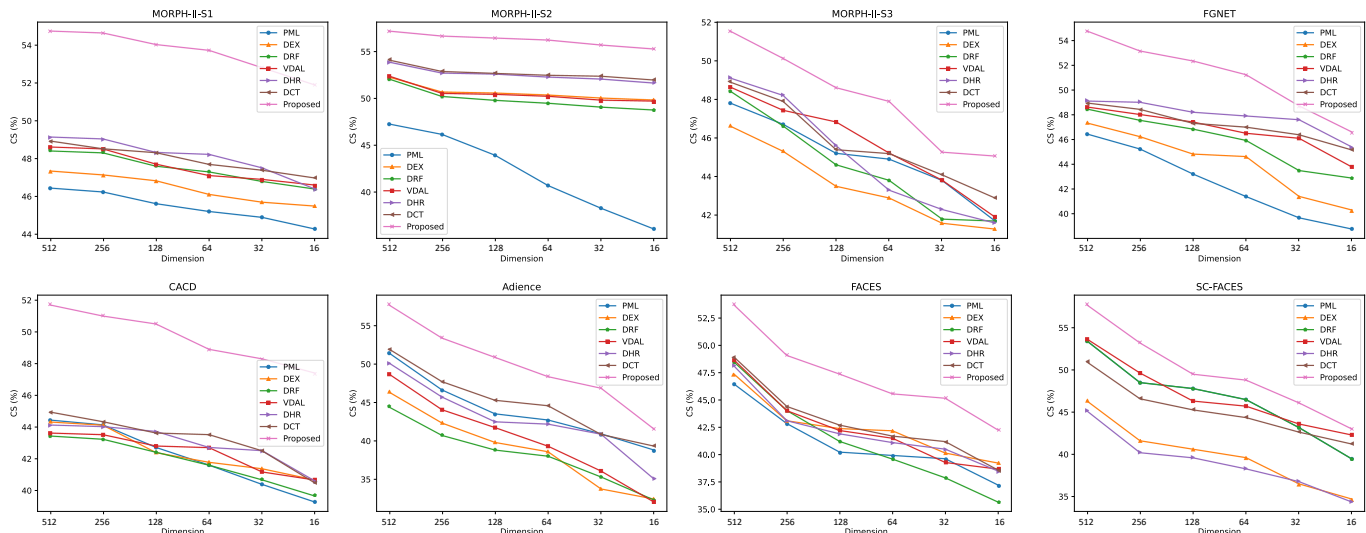 MORPH-II-S1
54
52
50
48
46
44
CS (%)
512 256 128 64 32 16
Dimension
PML
DEX
DRF
VDAL
DHR
DCT
Proposed
MORPH-II-S2
55
50
45
40
CS (%)
512 256 128 64 32 16
Dimension
PML
DEX
DRF
VDAL
DHR
DCT
Proposed
MORPH-II-S3
52
50
48
46
44
42
CS (%)
512 256 128 64 32 16
Dimension
PML
DEX
DRF
VDAL
DHR
DCT
Proposed
FGNET
54
52
50
48
46
44
42
40
CS (%)
512 256 128 64 32 16
Dimension
PML
DEX
DRF
VDAL
DHR
DCT
Proposed
CACD
52
50
48
46
44
42
40
CS (%)
512 256 128 64 32 16
Dimension
PML
DEX
DRF
VDAL
DHR
DCT
Proposed
Adience
55
50
45
40
35
CS (%)
512 256 128 64 32 16
Dimension
PML
DEX
DRF
VDAL
DHR
DCT
Proposed
FACES
52,5
50,0
47,5
45,0
42,5
40,0
37,5
35,0
CS (%)
512 256 128 64 32 16
Dimension
PML
DEX
DRF
VDAL
DHR
DCT
Proposed
SC-FACES
55
50
45
40
35
CS (%)
512 256 128 64 32 16
Dimension
PML
DEX
DRF
VDAL
DHR
DCT
Proposed